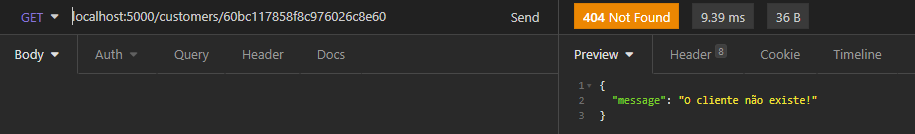 GET localhost:5000/customers/60bc117858f8c976026c8e60 Send
404 Not Found 9.39 ms 36 B
Body Auth Query Header Docs
Preview Header 8 Cookie Timeline
1 {
2 "message": "O cliente não existe!"
3 }